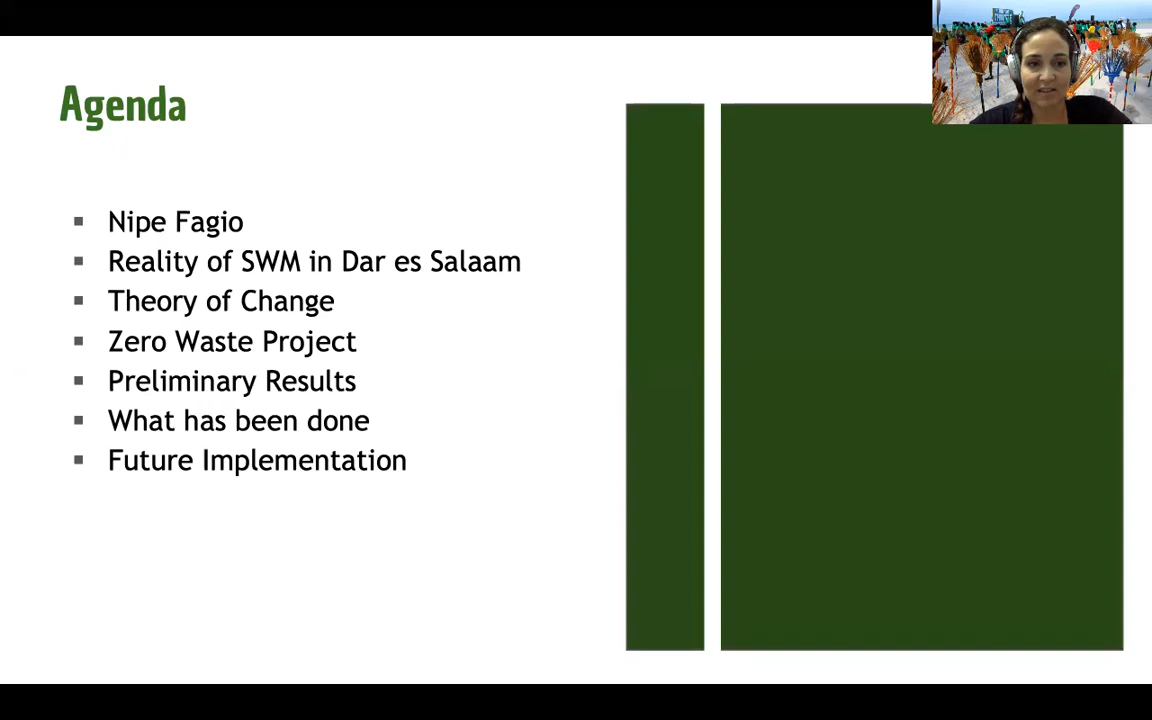 Agenda
Nipe Fagio
Reality of SWM in Dar es Salaam
Theory of Change
Zero Waste Project
Preliminary Results
What has been done
Future Implementation